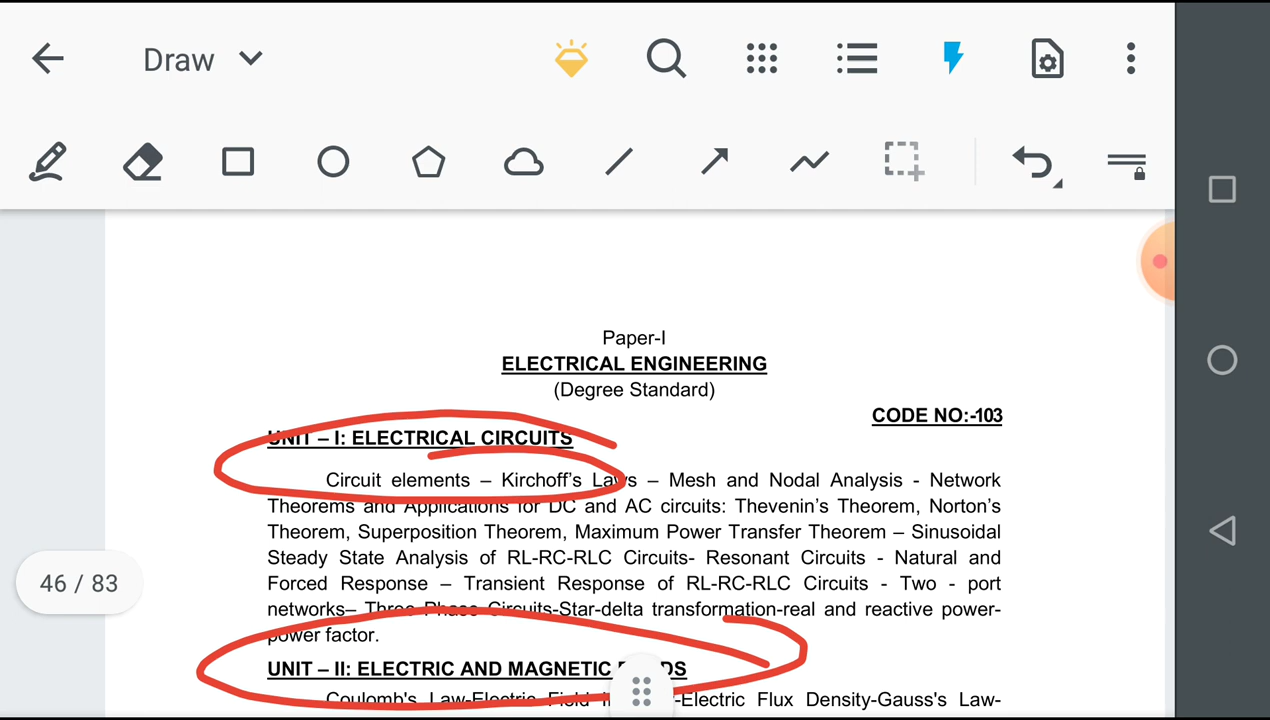 Draw
Paper-I
ELECTRICAL ENGINEERING
(Degree Standard)
CODE NO:-103
UNIT – I: ELECTRICAL CIRCUITS
Circuit elements – Kirchoff's Laws – Mesh and Nodal Analysis - Network
Theorems and Applications for DC and AC circuits: Thevenin's Theorem, Norton's
Theorem, Superposition Theorem, Maximum Power Transfer Theorem – Sinusoidal
Steady State Analysis of RL-RC-RLC Circuits- Resonant Circuits - Natural and
Forced Response – Transient Response of RL-RC-RLC Circuits - Two - port
networks– Three Phase Circuits-Star-delta transformation-real and reactive power-
power factor.
46 / 83
UNIT – II: ELECTRIC AND MAGNETIC
Coulomb's Law-Electric Field -Electric Flux Density-Gauss's Law-